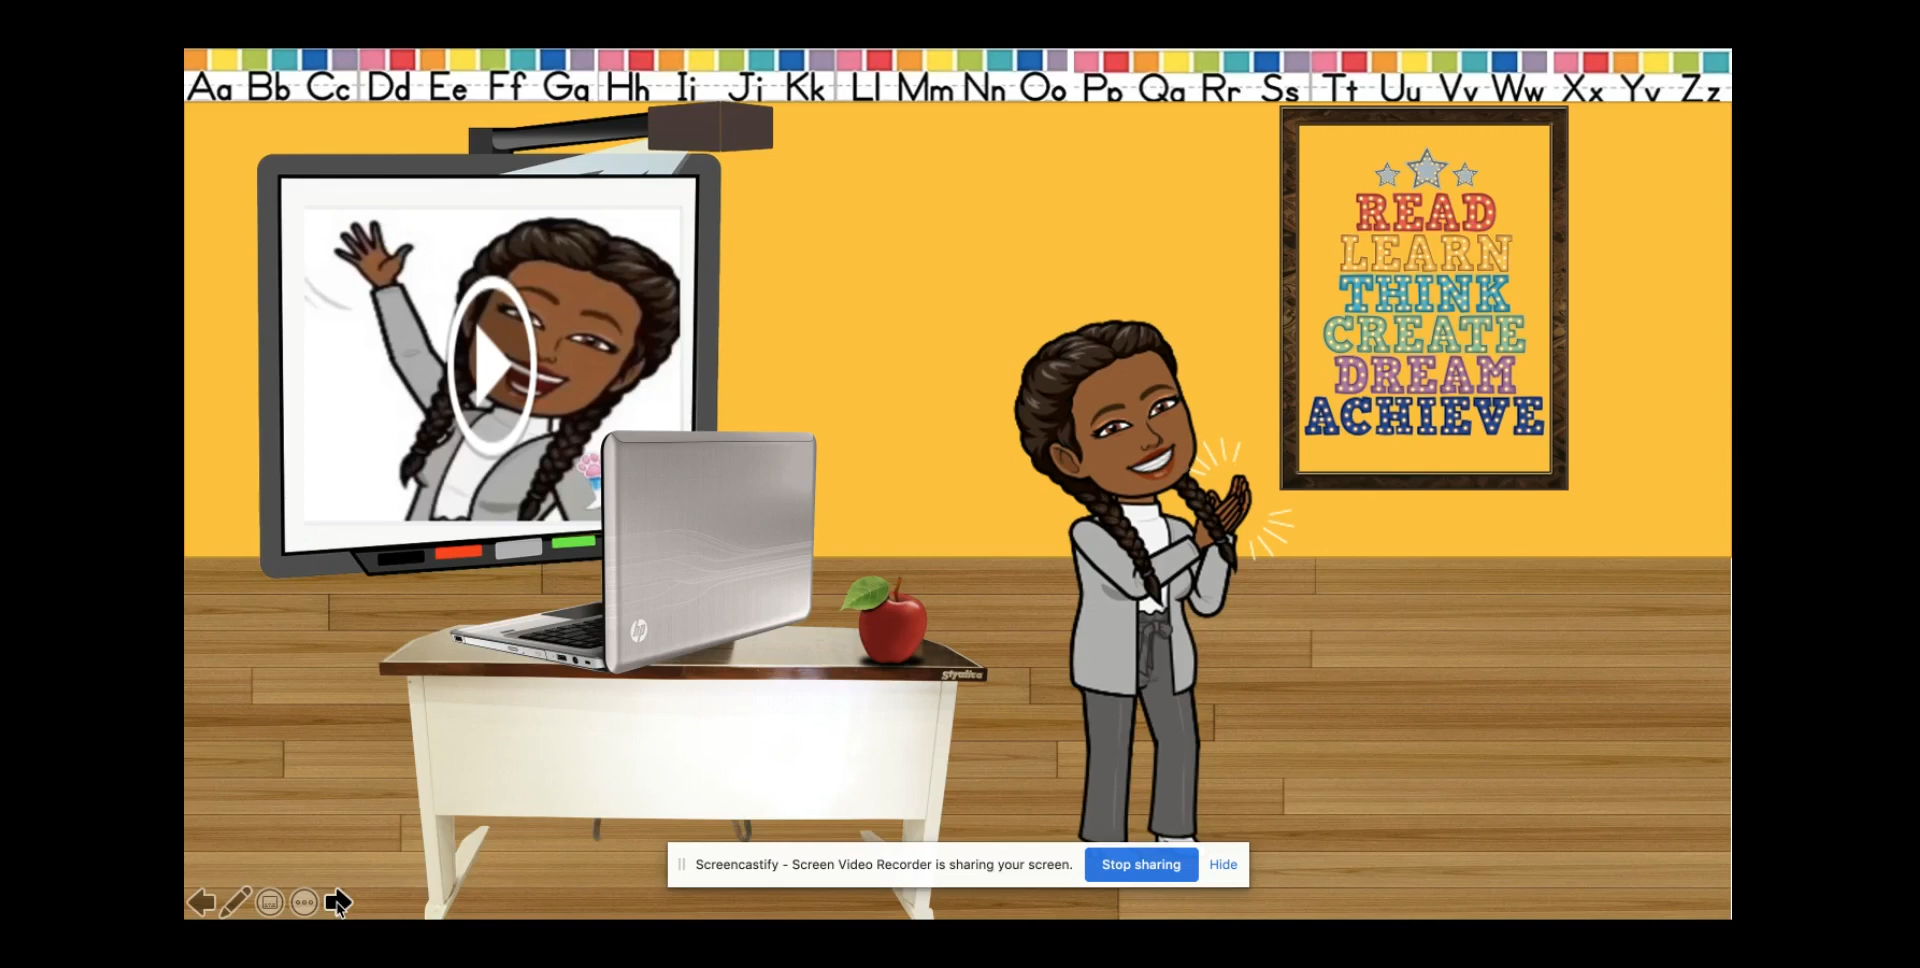 Aa Bb Cc Dd Ee Ff Gg Hh Ii Jj Kk Ll Mm Nn Oo Pp Qq Rr Ss Tt Uu Vv Ww Xx Yy Zz
READ
LEARN
THINK
CREATE
DREAM
ACHIEVE
hp
Screencastify - Screen Video Recorder is sharing your screen. Stop sharing Hide